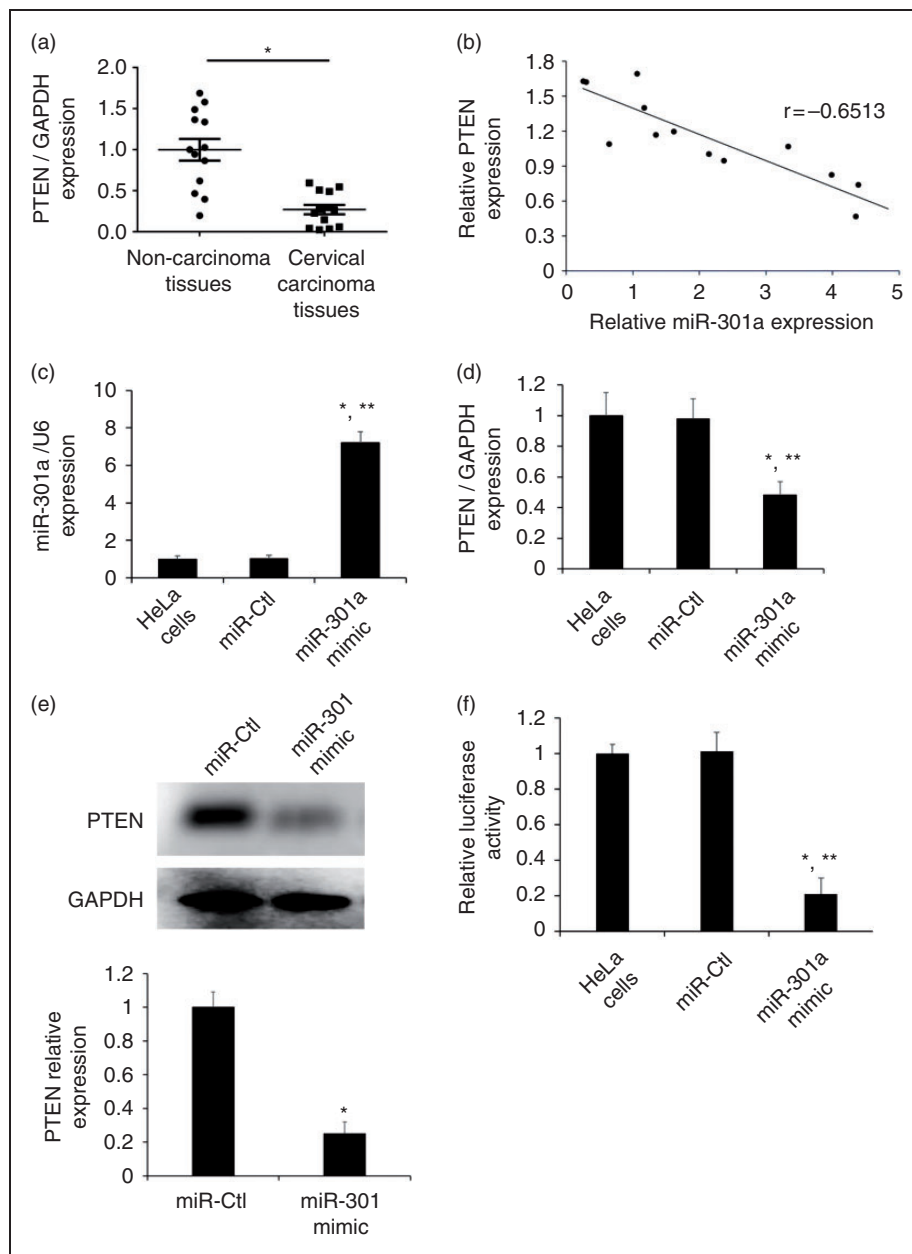 (a)
*
PTEN / GAPDH
expression
2.0
1.5
1.0
0.5
0.0
Non-carcinoma
tissues
Cervical
carcinoma
tissues
(b)
Relative PTEN
expression
1.8
1.5
1.2
0.9
0.6
0.3
0
r=−0.6513
0 1 2 3 4 5
Relative miR-301a expression
(c)
miR-301a /U6
expression
10
8
6
4
2
0
*, **
HeLa
cells
miR-Ctl
miR-301a
mimic
(d)
PTEN / GAPDH
expression
1.2
1
0.8
0.6
0.4
0.2
0
*, **
HeLa
cells
miR-Ctl
miR-301a
mimic
(e)
miR-Ctl
miR-301
mimic
PTEN
GAPDH
PTEN relative
expression
1.2
1
0.8
0.6
0.4
0.2
0
*
miR-Ctl
miR-301
mimic
(f)
Relative luciferase
activity
1.2
1
0.8
0.6
0.4
0.2
0
*, **
HeLa
cells
miR-Ctl
miR-301a
mimic